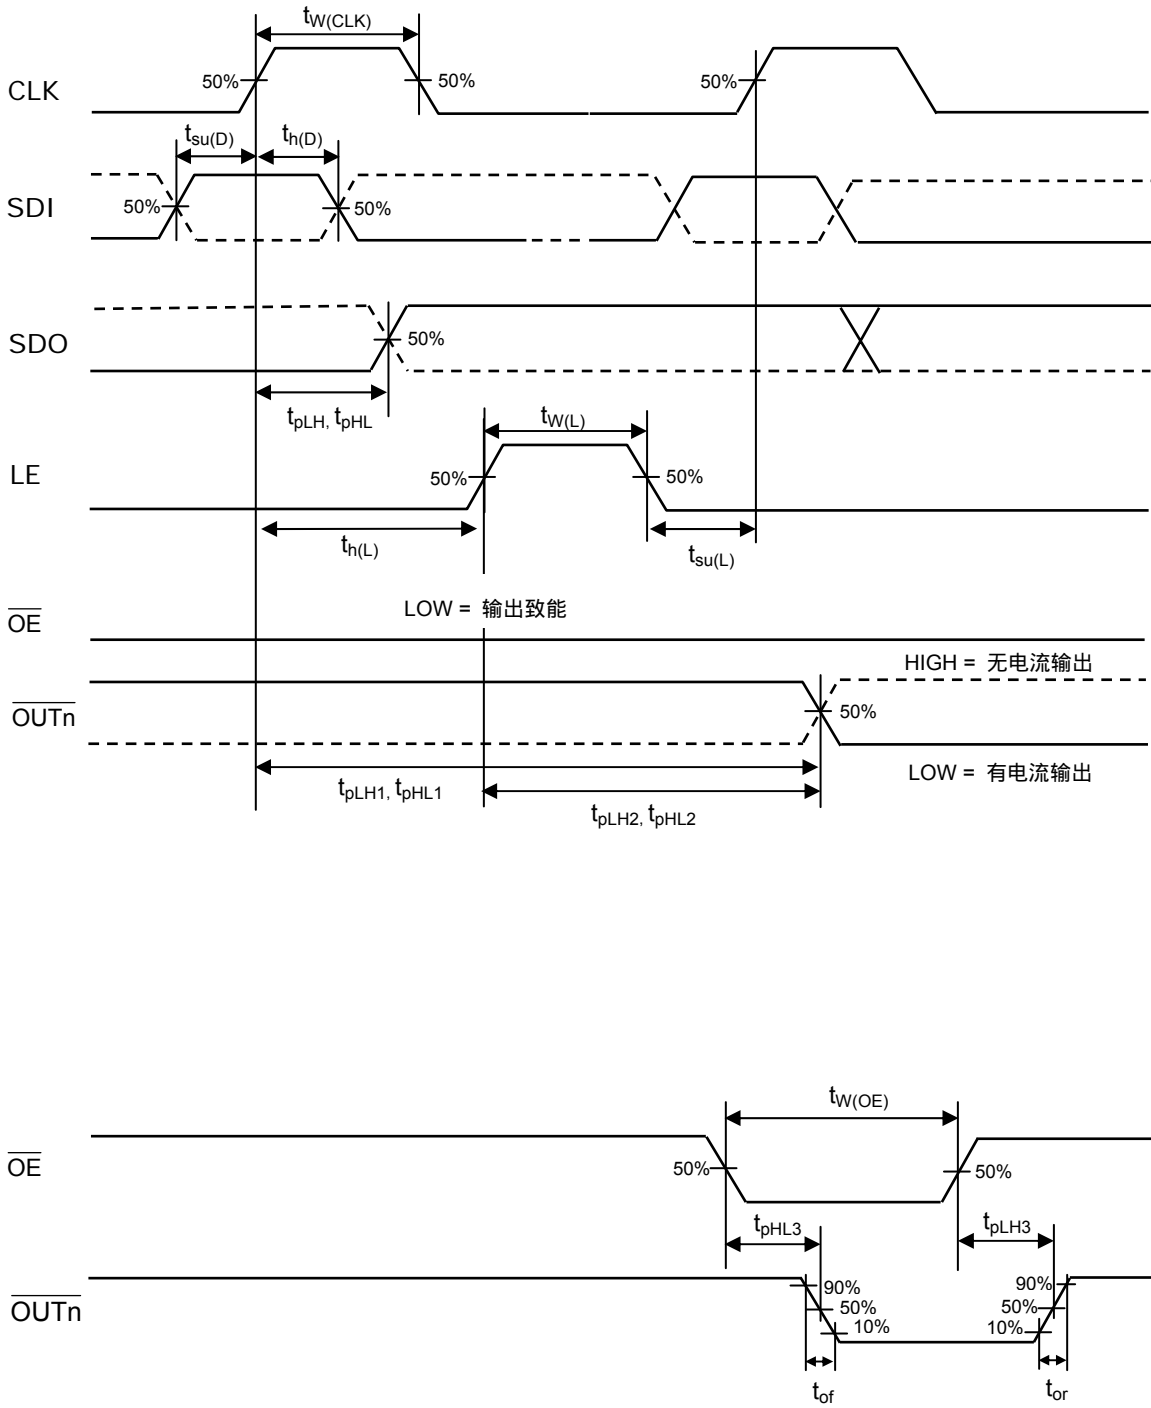 tW(CLK)
CLK
50%
50%
50%
tsu(D)
th(D)
SDI
50%
50%
SDO
50%
tpLH, tpHL
tW(L)
LE
50%
50%
th(L)
tsu(L)
LOW = 输出致能
OE
HIGH = 无电流输出
OUTn
50%
LOW = 有电流输出
tpLH1, tpHL1
tpLH2, tpHL2
tW(OE)
OE
50%
50%
tpHL3
tpLH3
OUTn
90%
50%
10%
90%
50%
10%
tof
tor